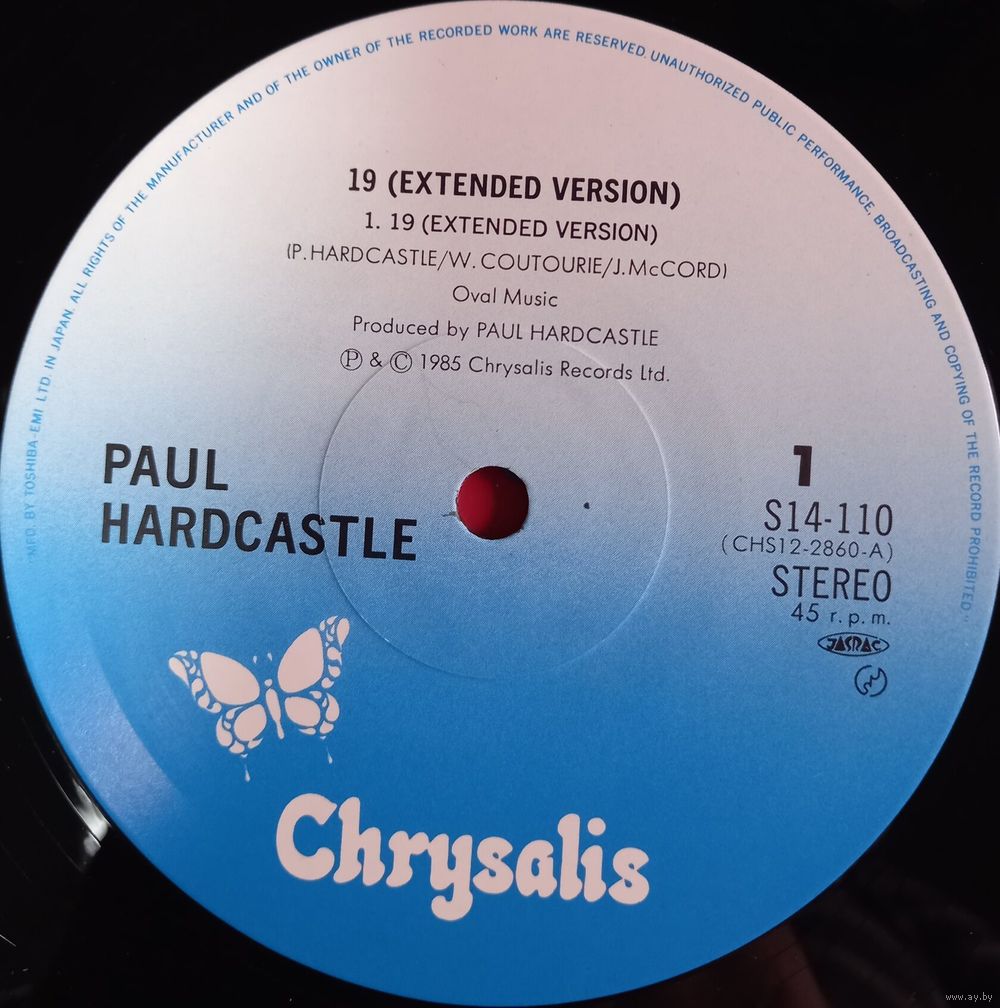 MFD. BY TOSHIBA-EMI LTD. IN JAPAN. ALL RIGHTS OF THE MANUFACTURER AND OF THE OWNER OF THE RECORDED WORK ARE RESERVED. UNAUTHORIZED PUBLIC PERFORMANCE, BROADCASTING AND COPYING OF THE RECORD PROHIBITED.
19 (EXTENDED VERSION)
1. 19 (EXTENDED VERSION)
(P. HARDCASTLE/W. COUTOURIE/J. McCORD)
Oval Music
Produced by PAUL HARDCASTLE
Ⓟ & Ⓒ 1985 Chrysalis Records Ltd.
PAUL
HARDCASTLE
1
S14-110
(CHS12-2860-A)
STEREO
45 r.p.m.
JASRAC
Chrysalis
www.ay.by